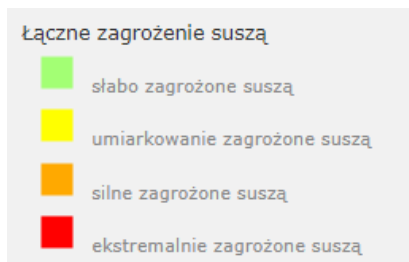 Łączne zagrożenie suszą
słabo zagrożone suszą
umiarkowanie zagrożone suszą
silne zagrożone suszą
ekstremalnie zagrożone suszą